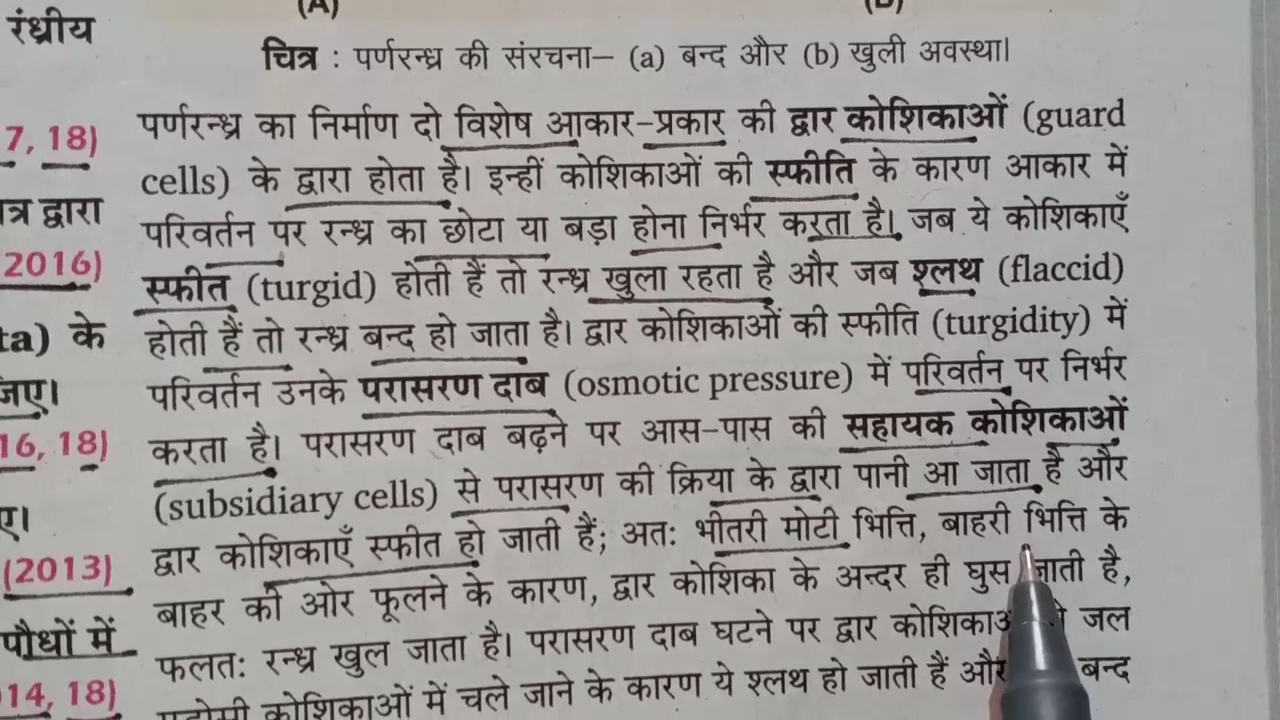 (A)
रंध्रीय
चित्र : पर्णरन्ध्र की संरचना– (a) बन्द और (b) खुली अवस्था।
7, 18)
त्र द्वारा
2016)
ta) के
जिए।
16, 18)
ए।
(2013)
पौधों में
14, 18)
पर्णरन्ध्र का निर्माण दो विशेष आकार-प्रकार की द्वार कोशिकाओं (guard
cells) के द्वारा होता है। इन्हीं कोशिकाओं की स्फीति के कारण आकार में
परिवर्तन पर रन्ध्र का छोटा या बड़ा होना निर्भर करता है। जब ये कोशिकाएँ
स्फीत (turgid) होती हैं तो रन्ध्र खुला रहता है और जब श्लथ (flaccid)
होती हैं तो रन्ध्र बन्द हो जाता है। द्वार कोशिकाओं की स्फीति (turgidity) में
परिवर्तन उनके परासरण दाब (osmotic pressure) में परिवर्तन पर निर्भर
करता है। परासरण दाब बढ़ने पर आस-पास की सहायक कोशिकाओं
(subsidiary cells) से परासरण की क्रिया के द्वारा पानी आ जाता है और
द्वार कोशिकाएँ स्फीत हो जाती हैं; अतः भीतरी मोटी भित्ति, बाहरी भित्ति के
बाहर की ओर फूलने के कारण, द्वार कोशिका के अन्दर ही घुस जाती है,
फलतः रन्ध्र खुल जाता है। परासरण दाब घटने पर द्वार जल
कोशिकाओं में चले जाने के कारण ये श्लथ हो जाती हैं और बन्द